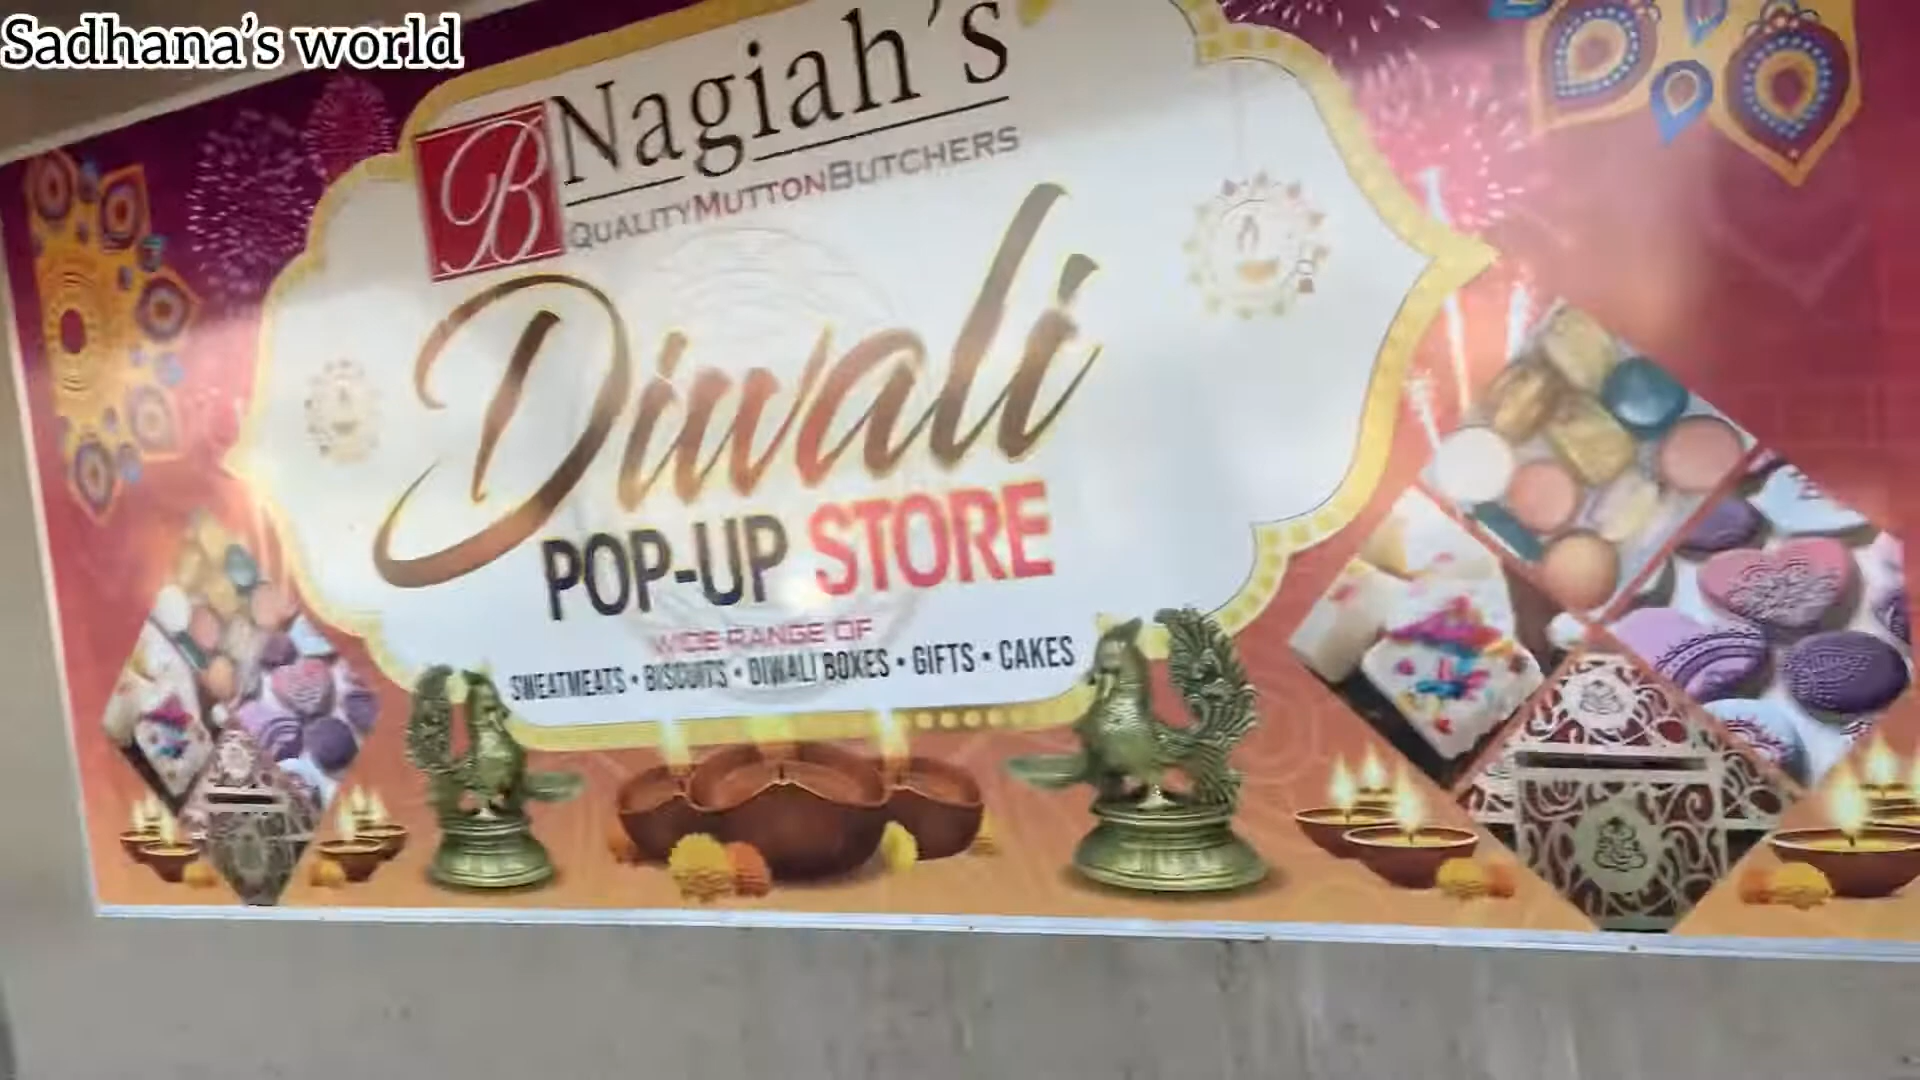 Sadhana's world
B Nagiah's
QUALITYMUTTONBUTCHERS
Diwali
POP-UP STORE
WIDE RANGE OF
SWEATMEATS • BISCUITS • DIWALI BOXES • GIFTS • CAKES